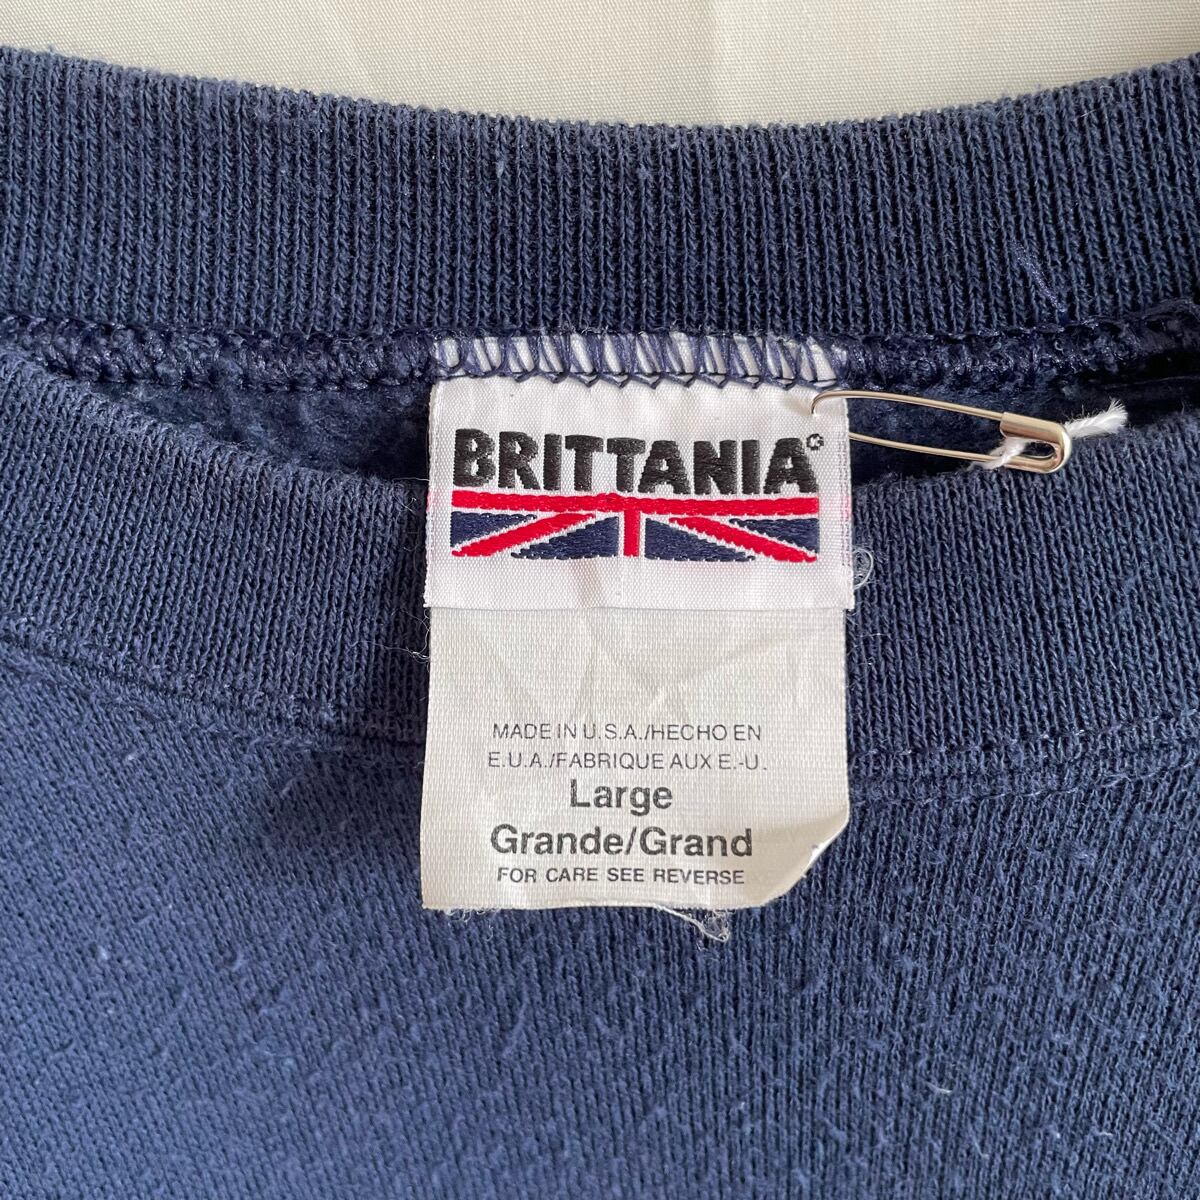 BRITTANIA
MADE IN U.S.A./HECHO EN
E.U.A./FABRIQUE AUX E.-U.
Large
Grande/Grand
FOR CARE SEE REVERSE